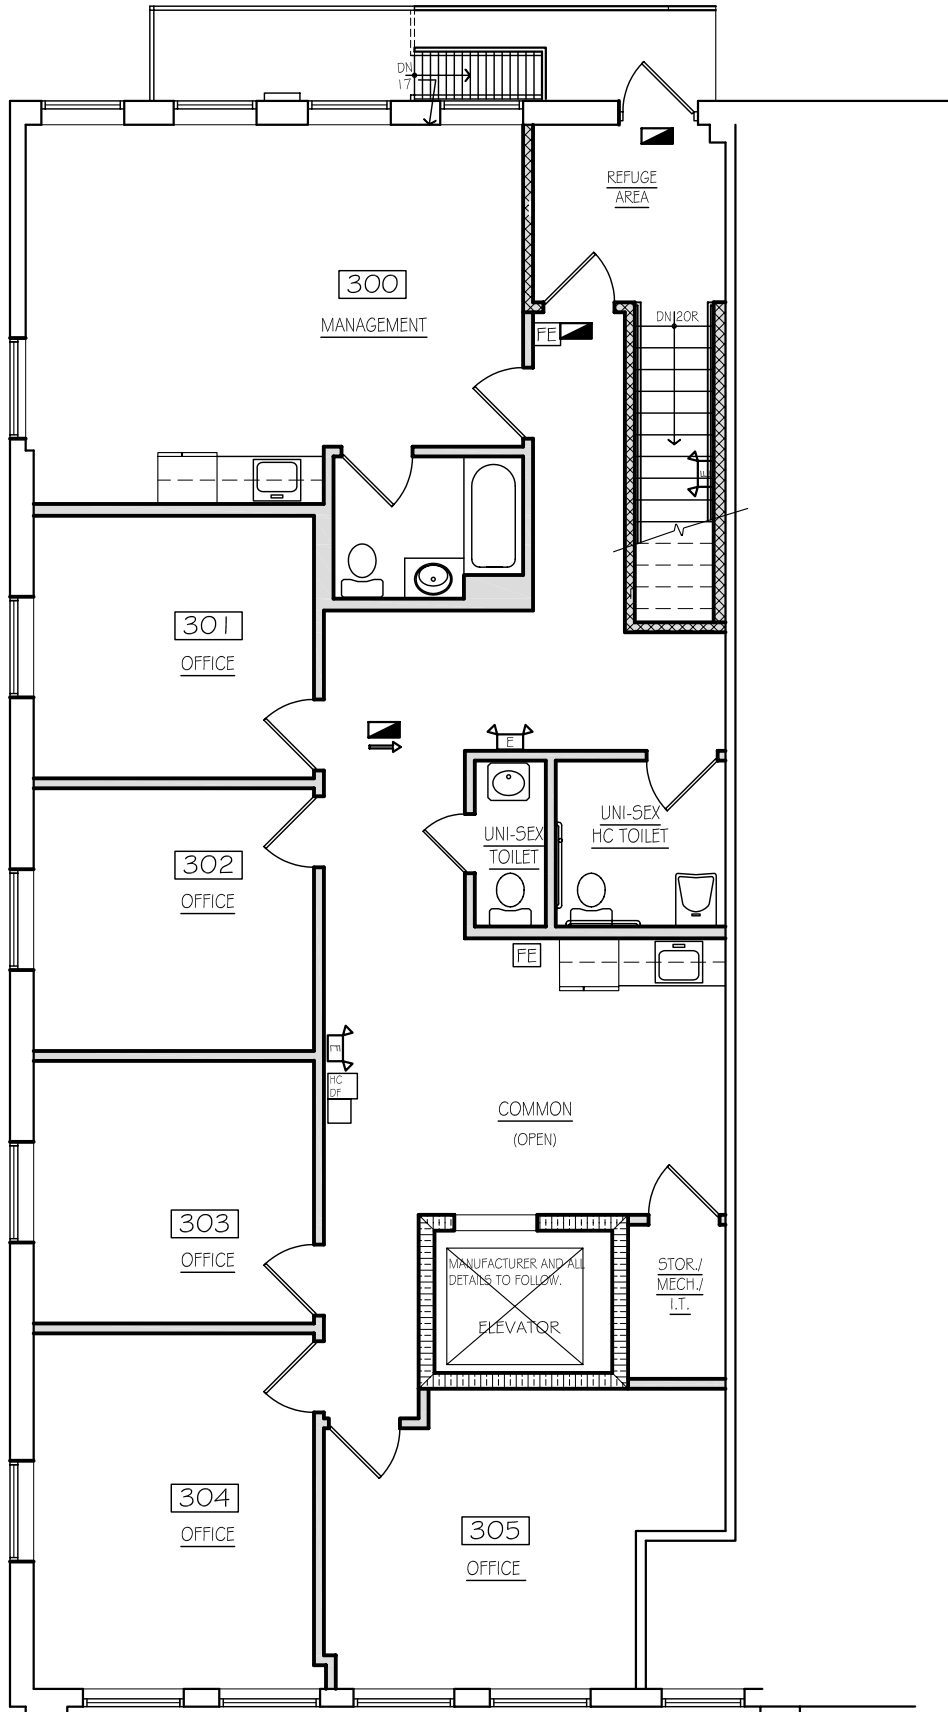 DN
17
REFUGE
AREA
300
MANAGEMENT
FE
DN 20R
E
301
OFFICE
E
302
OFFICE
UNI-SEX
TOILET
UNI-SEX
HC TOILET
FE
E
HC
DF
COMMON
(OPEN)
303
OFFICE
MANUFACTURER AND ALL
DETAILS TO FOLLOW.
ELEVATOR
STOR./
MECH./
I.T.
304
OFFICE
305
OFFICE